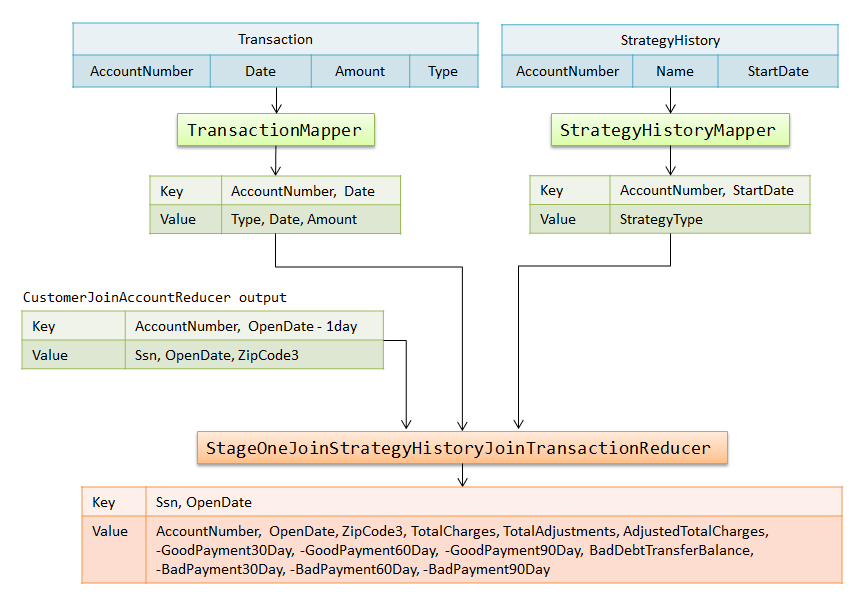 Transaction
AccountNumber Date Amount Type
StrategyHistory
AccountNumber Name StartDate
TransactionMapper
StrategyHistoryMapper
Key AccountNumber, Date
Value Type, Date, Amount
Key AccountNumber, StartDate
Value StrategyType
CustomerJoinAccountReducer output
Key AccountNumber, OpenDate - 1day
Value Ssn, OpenDate, ZipCode3
StageOneJoinStrategyHistoryJoinTransactionReducer
Key Ssn, OpenDate
Value AccountNumber, OpenDate, ZipCode3, TotalCharges, TotalAdjustments, AdjustedTotalCharges,
-GoodPayment30Day, -GoodPayment60Day, -GoodPayment90Day, BadDebtTransferBalance,
-BadPayment30Day, -BadPayment60Day, -BadPayment90Day